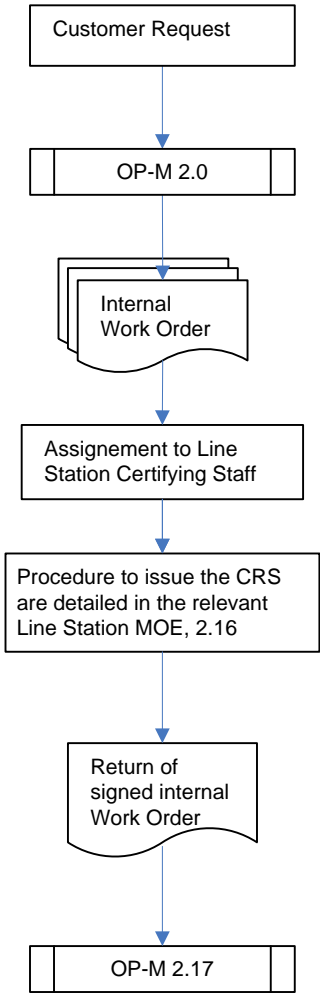 Customer Request
OP-M 2.0
Internal
Work Order
Assignement to Line
Station Certifying Staff
Procedure to issue the CRS
are detailed in the relevant
Line Station MOE, 2.16
Return of
signed internal
Work Order
OP-M 2.17